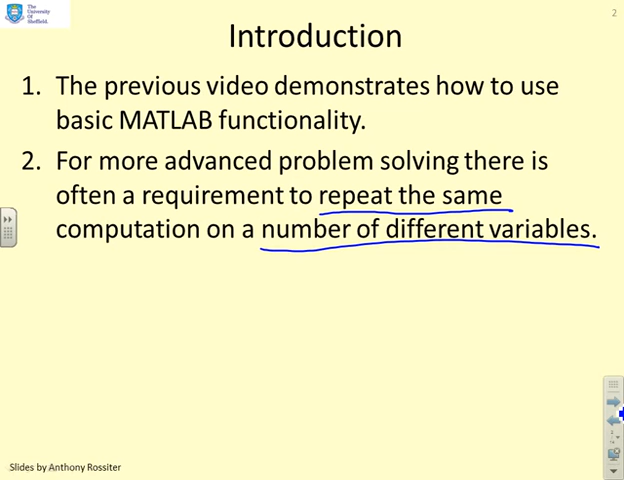 The
University
Of
Sheffield.
2
Introduction
1. The previous video demonstrates how to use
basic MATLAB functionality.
2. For more advanced problem solving there is
often a requirement to repeat the same
computation on a number of different variables.
Slides by Anthony Rossiter